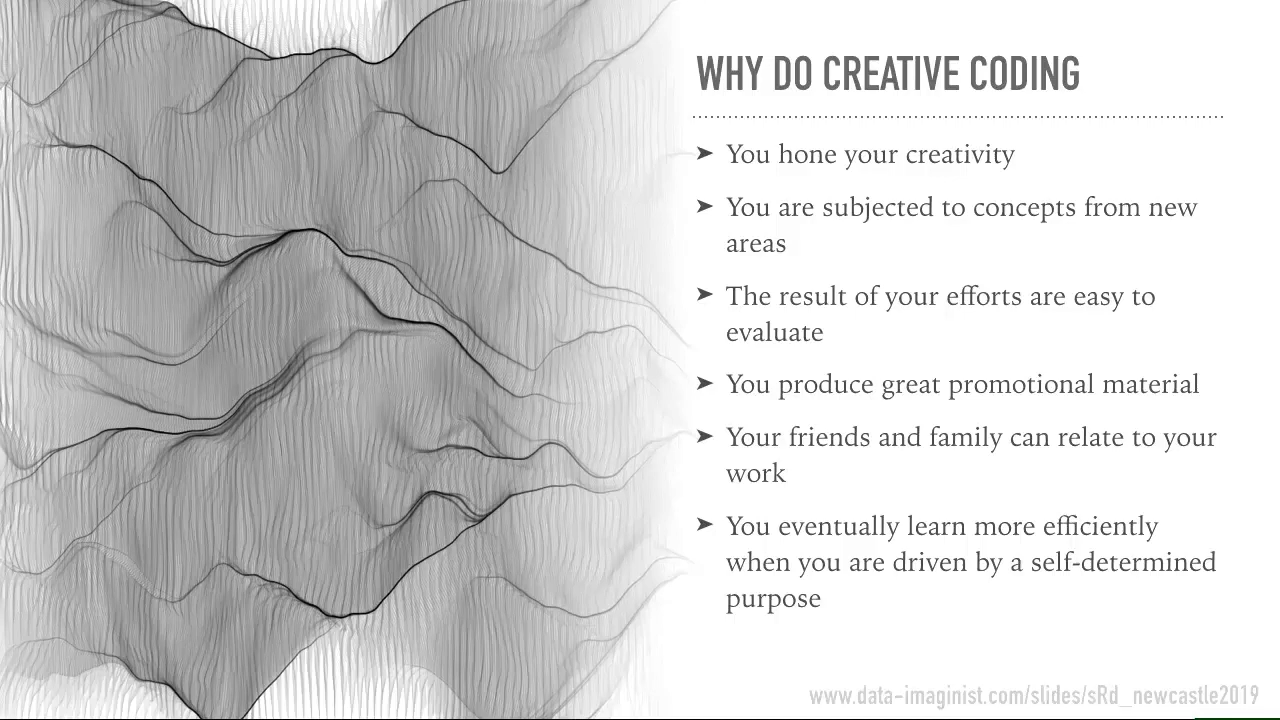 WHY DO CREATIVE CODING
➤ You hone your creativity
➤ You are subjected to concepts from new
areas
➤ The result of your efforts are easy to
evaluate
➤ You produce great promotional material
➤ Your friends and family can relate to your
work
➤ You eventually learn more efficiently
when you are driven by a self-determined
purpose
www.data-imaginist.com/slides/sRd_newcastle2019